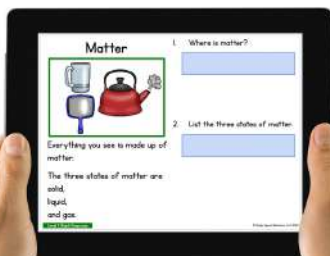 Matter
Everything you see is made up of
matter.
The three states of matter are
solid,
liquid,
and gas.
1. Where is matter?
2. List the three states of matter.